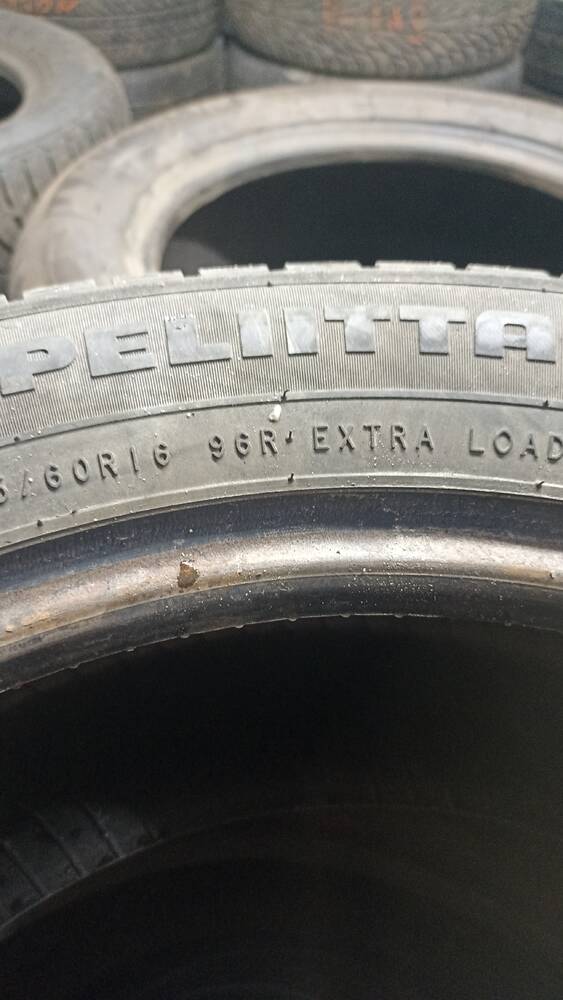 PELIITTA
5/60R16 96R EXTRA LOAD